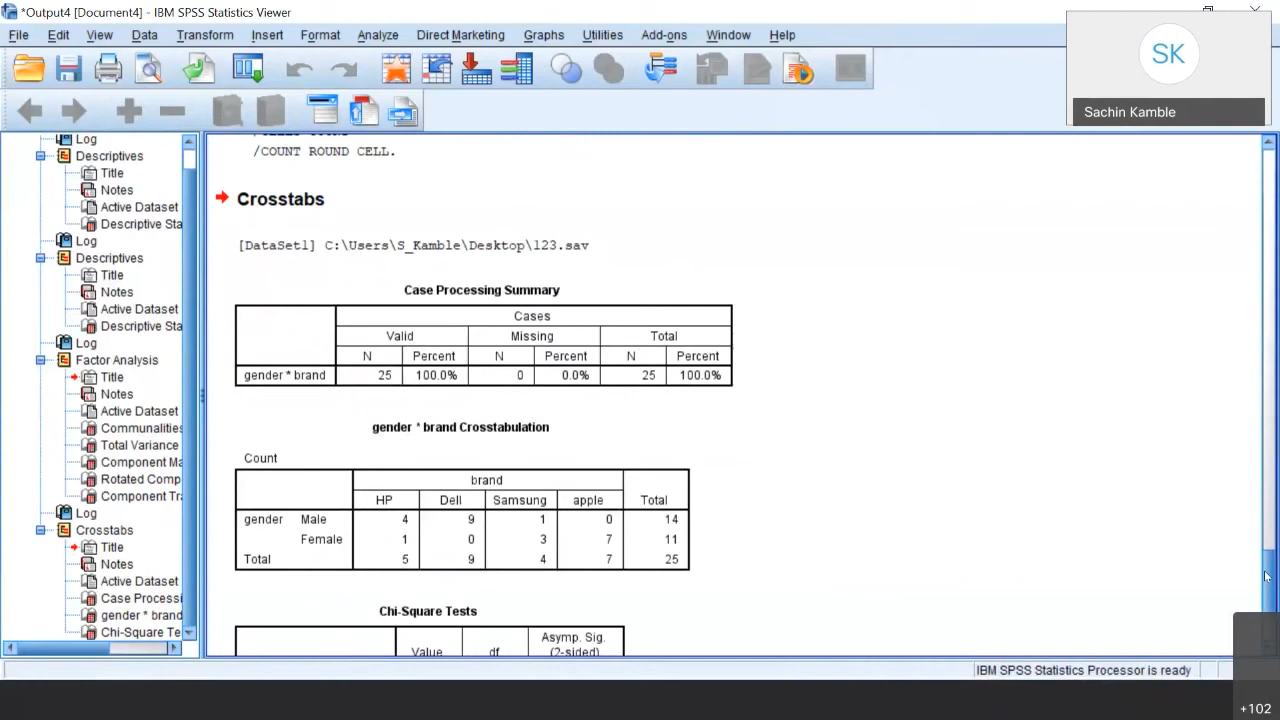 *Output4 [Document4] - IBM SPSS Statistics Viewer
File Edit View Data Transform Insert Format Analyze Direct Marketing Graphs Utilities Add-ons Window Help
SK
Sachin Kamble
Log
Descriptives
Title
Notes
Active Dataset
Descriptive Sta
Log
Descriptives
Title
Notes
Active Dataset
Descriptive Sta
Log
Factor Analysis
Title
Notes
Active Dataset
Communalities
Total Variance
Component Ma
Rotated Comp
Component Tr
Log
Crosstabs
Title
Notes
Active Dataset
Case Processi
gender * brand
Chi-Square Te
/COUNT ROUND CELL.
Crosstabs
[DataSet1] C:\Users\S_Kamble\Desktop\123.sav
Case Processing Summary
Cases
Valid Missing Total
N Percent N Percent N Percent
gender * brand 25 100.0% 0 0.0% 25 100.0%
gender * brand Crosstabulation
Count
brand
HP Dell Samsung apple Total
gender Male 4 9 1 0 14
Female 1 0 3 7 11
Total 5 9 4 7 25
Chi-Square Tests
Asymp. Sig.
Value df (2-sided)
IBM SPSS Statistics Processor is ready
+102